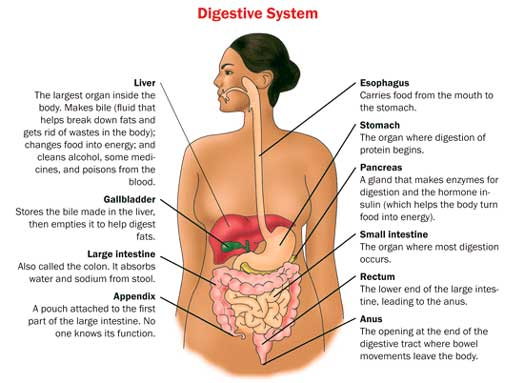 Digestive System
Liver
The largest organ inside the
body. Makes bile (fluid that
helps break down fats and
gets rid of wastes in the body);
changes food into energy; and
cleans alcohol, some medi-
cines, and poisons from the
blood.
Gallbladder
Stores the bile made in the liver,
then empties it to help digest
fats.
Large intestine
Also called the colon. It absorbs
water and sodium from stool.
Appendix
A pouch attached to the first
part of the large intestine. No
one knows its function.
Esophagus
Carries food from the mouth to
the stomach.
Stomach
The organ where digestion of
protein begins.
Pancreas
A gland that makes enzymes for
digestion and the hormone in-
sulin (which helps the body turn
food into energy).
Small intestine
The organ where most digestion
occurs.
Rectum
The lower end of the large intes-
tine, leading to the anus.
Anus
The opening at the end of the
digestive tract where bowel
movements leave the body.